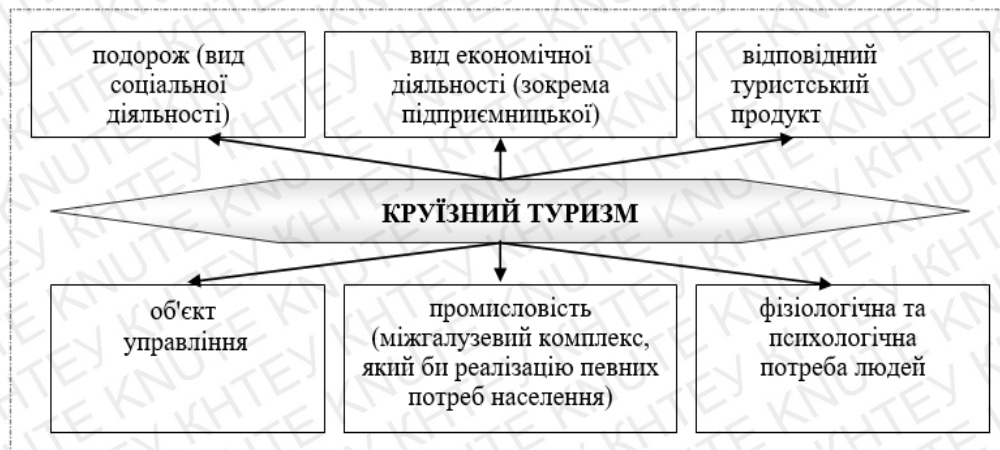 подорож (вид
соціальної
діяльності)
вид економічної
діяльності (зокрема
підприємницької)
відповідний
туристський
продукт
КРУЇЗНИЙ ТУРИЗМ
об'єкт
управління
промисловість
(міжгалузевий комплекс,
який би реалізацію певних
потреб населення)
фізіологічна та
психологічна
потреба людей